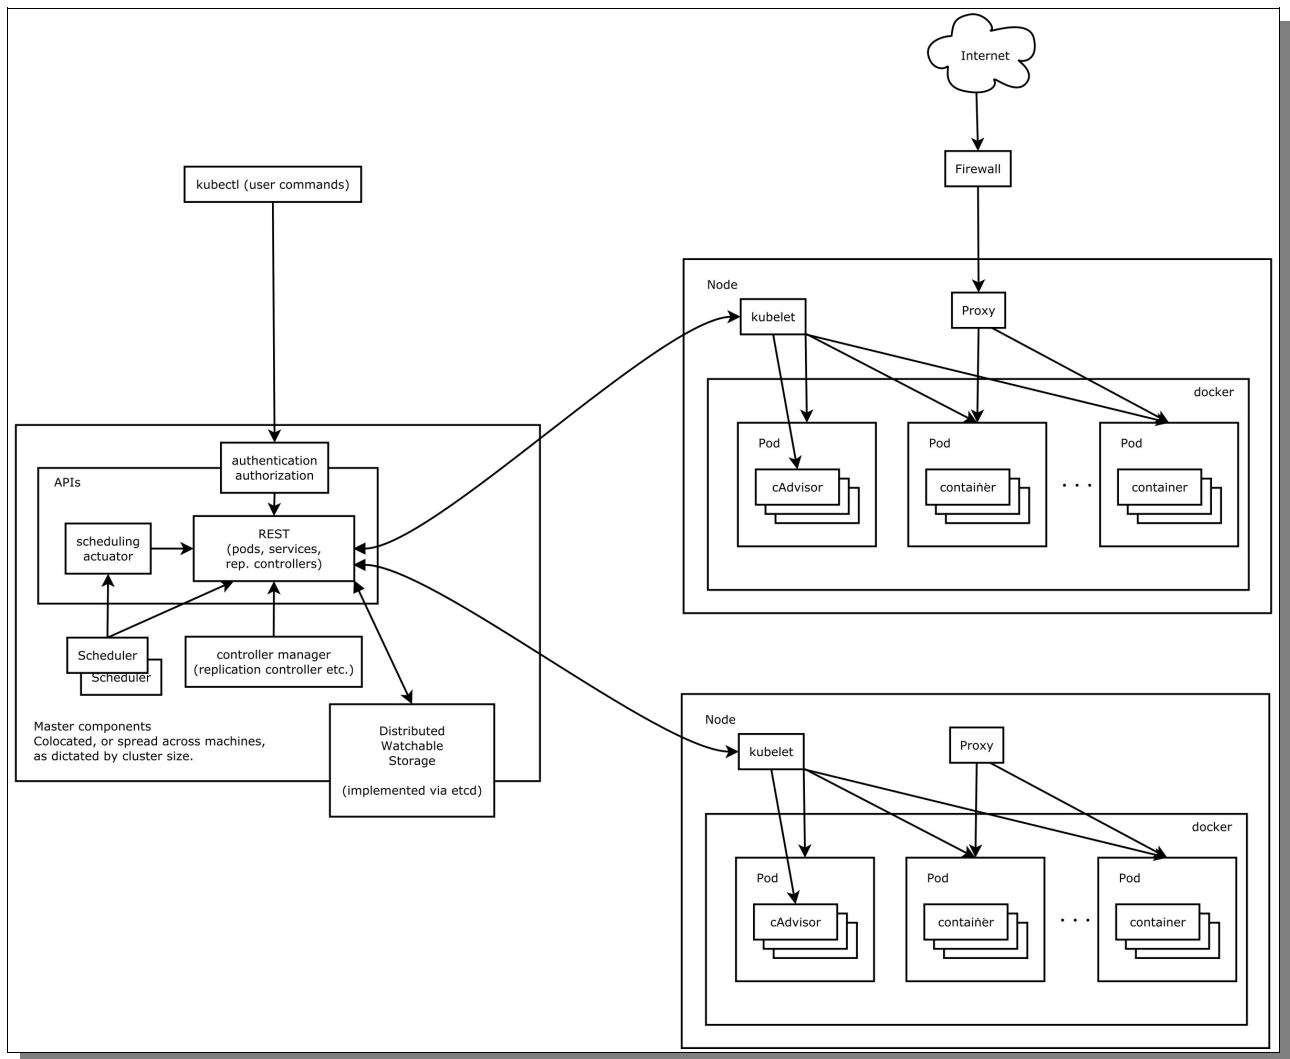 Internet
Firewall
kubectl (user commands)
Node
kubelet
Proxy
docker
Pod
cAdvisor
Pod
container
. . .
Pod
container
authentication
authorization
APIs
REST
(pods, services,
rep. controllers)
scheduling
actuator
Scheduler
Scheduler
controller manager
(replication controller etc.)
Master components
Colocated, or spread across machines,
as dictated by cluster size.
Distributed
Watchable
Storage
(implemented via etcd)
Node
kubelet
Proxy
docker
Pod
cAdvisor
Pod
container
. . .
Pod
container